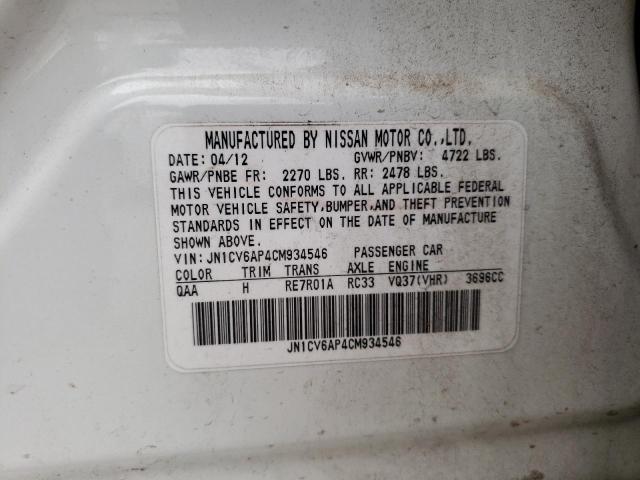 MANUFACTURED BY NISSAN MOTOR CO.,LTD.
DATE: 04/12 GVWR/PNBV: 4722 LBS.
GAWR/PNBE FR: 2270 LBS. RR: 2478 LBS.
THIS VEHICLE CONFORMS TO ALL APPLICABLE FEDERAL
MOTOR VEHICLE SAFETY,BUMPER,AND THEFT PREVENTION
STANDARDS IN EFFECT ON THE DATE OF MANUFACTURE
SHOWN ABOVE.
VIN: JN1CV6AP4CM934546 PASSENGER CAR
COLOR TRIM TRANS AXLE ENGINE
QAA H RE7R01A RC33 VQ37(VHR) 3696CC
JN1CV6AP4CM934546